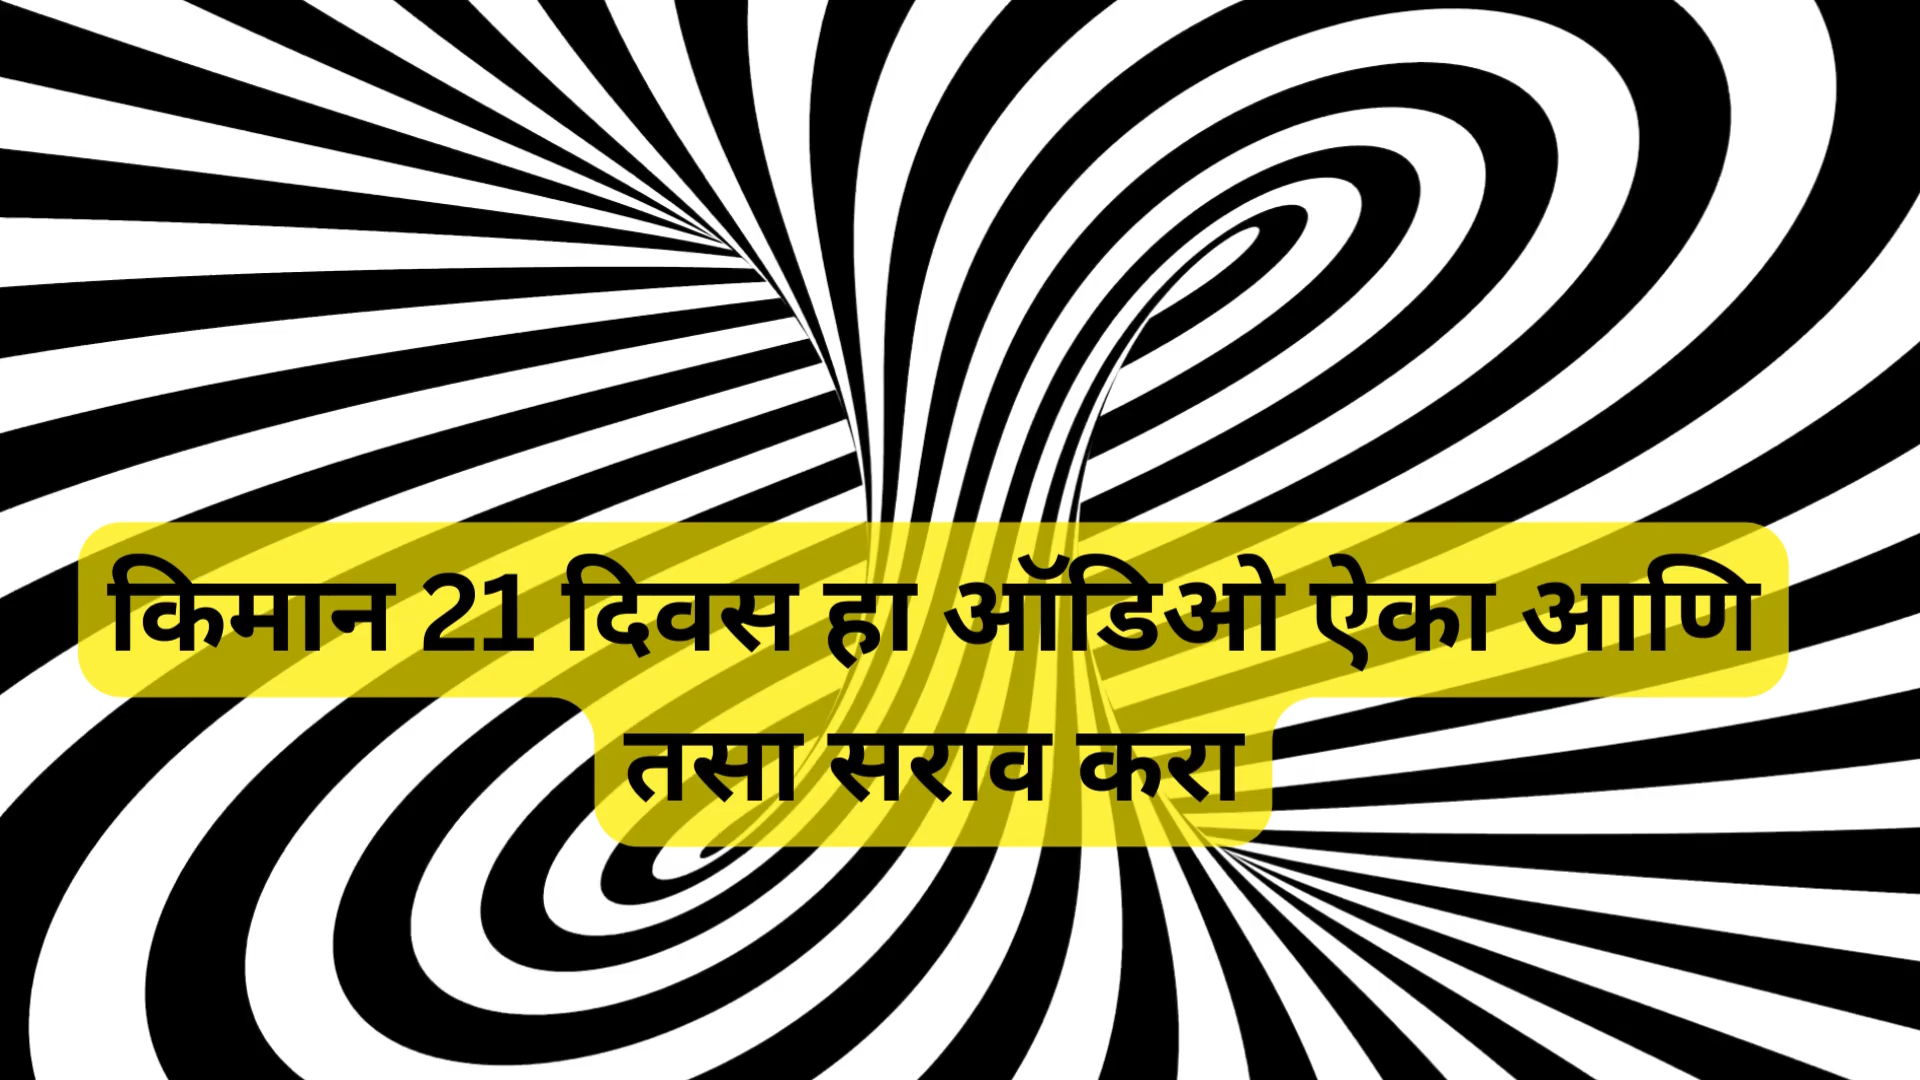 किमान 21 दिवस हा ऑडिओ ऐका आणि
तसा सराव करा